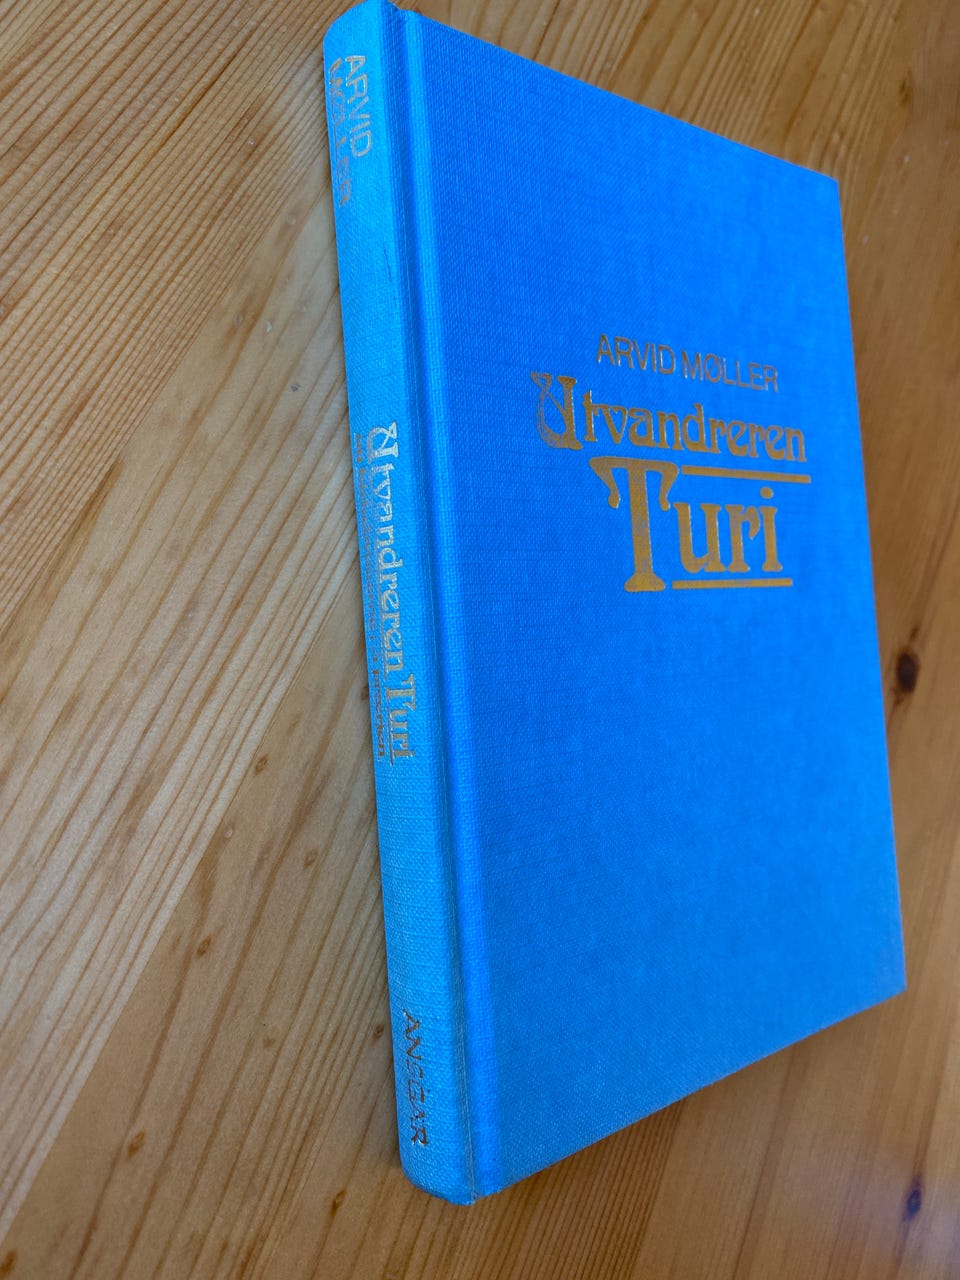 ARVID
MØLLER
Utvandreren Turi
ANSGAR
ARVID MØLLER
Utvandreren
Turi